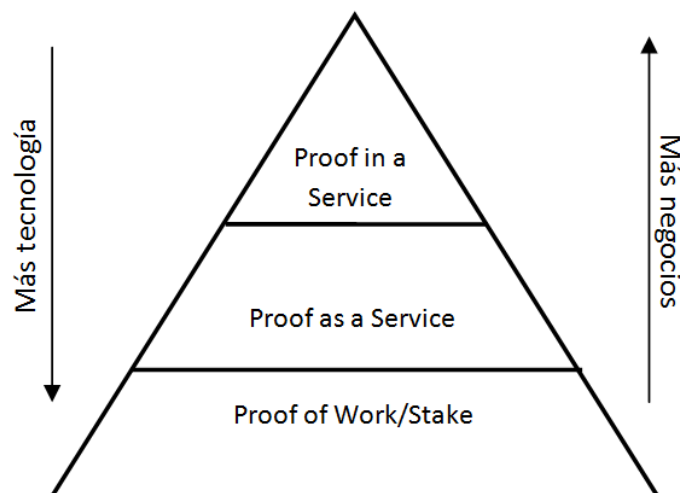 Más tecnología
Proof in a
Service
Proof as a Service
Proof of Work/Stake
Más negocios